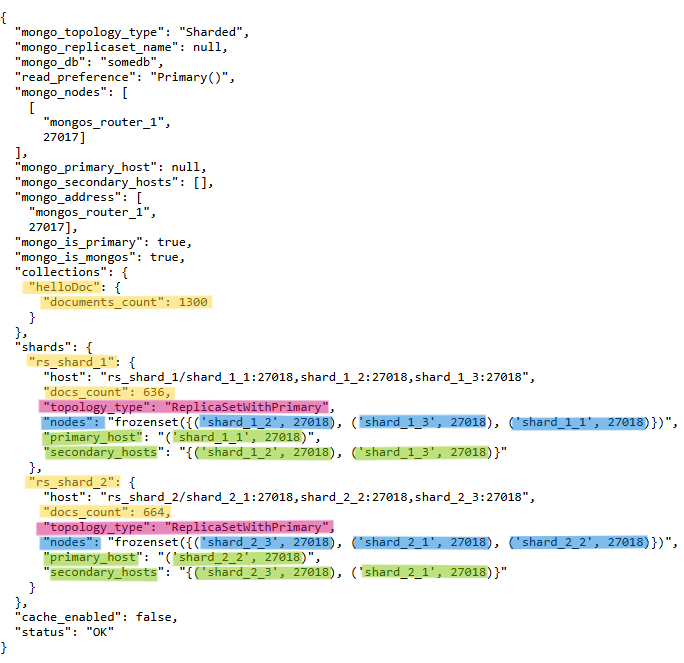 {
"mongo_topology_type": "Sharded",
"mongo_replicaset_name": null,
"mongo_db": "somedb",
"read_preference": "Primary()",
"mongo_nodes": [
[
"mongos_router_1",
27017]
],
"mongo_primary_host": null,
"mongo_secondary_hosts": [],
"mongo_address": [
"mongos_router_1",
27017],
"mongo_is_primary": true,
"mongo_is_mongos": true,
"collections": {
"helloDoc": {
"documents_count": 1300
}
},
"shards": {
"rs_shard_1": {
"host": "rs_shard_1/shard_1_1:27018,shard_1_2:27018,shard_1_3:27018",
"docs_count": 636,
"topology_type": "ReplicaSetWithPrimary",
"nodes": "frozenset({('shard_1_2', 27018), ('shard_1_3', 27018), ('shard_1_1', 27018)})",
"primary_host": "('shard_1_1', 27018)",
"secondary_hosts": "{('shard_1_2', 27018), ('shard_1_3', 27018)}"
},
"rs_shard_2": {
"host": "rs_shard_2/shard_2_1:27018,shard_2_2:27018,shard_2_3:27018",
"docs_count": 664,
"topology_type": "ReplicaSetWithPrimary",
"nodes": "frozenset({('shard_2_3', 27018), ('shard_2_1', 27018), ('shard_2_2', 27018)})",
"primary_host": "('shard_2_2', 27018)",
"secondary_hosts": "{('shard_2_3', 27018), ('shard_2_1', 27018)}"
}
},
"cache_enabled": false,
"status": "OK"
}